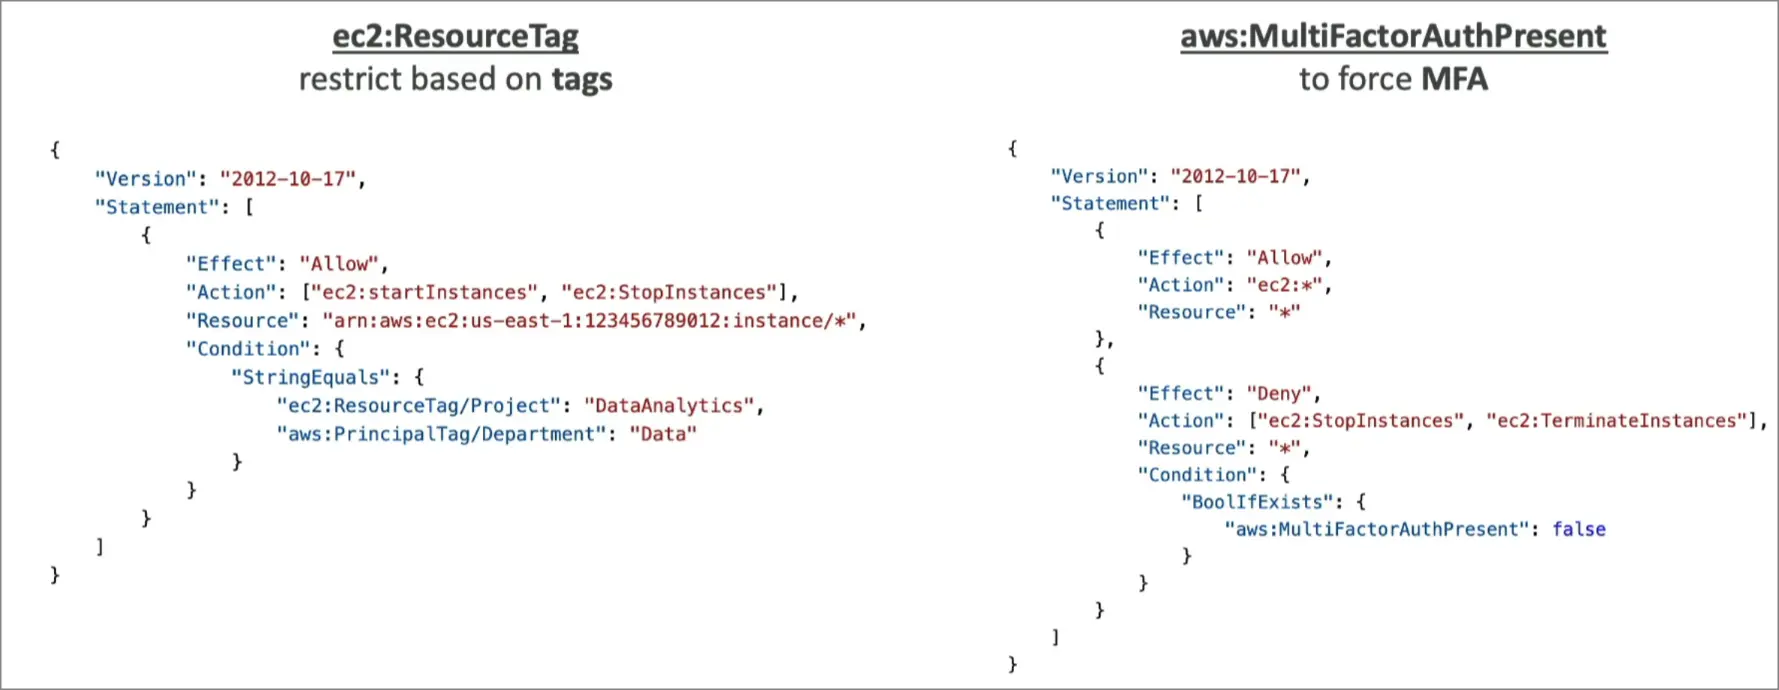 ec2:ResourceTag
restrict based on tags
{
"Version": "2012-10-17",
"Statement": [
{
"Effect": "Allow",
"Action": ["ec2:startInstances", "ec2:StopInstances"],
"Resource": "arn:aws:ec2:us-east-1:123456789012:instance/*",
"Condition": {
"StringEquals": {
"ec2:ResourceTag/Project": "DataAnalytics",
"aws:PrincipalTag/Department": "Data"
}
}
}
]
}
aws:MultiFactorAuthPresent
to force MFA
{
"Version": "2012-10-17",
"Statement": [
{
"Effect": "Allow",
"Action": "ec2:*",
"Resource": "*"
},
{
"Effect": "Deny",
"Action": ["ec2:StopInstances", "ec2:TerminateInstances"],
"Resource": "*",
"Condition": {
"BoolIfExists": {
"aws:MultiFactorAuthPresent": false
}
}
}
]
}